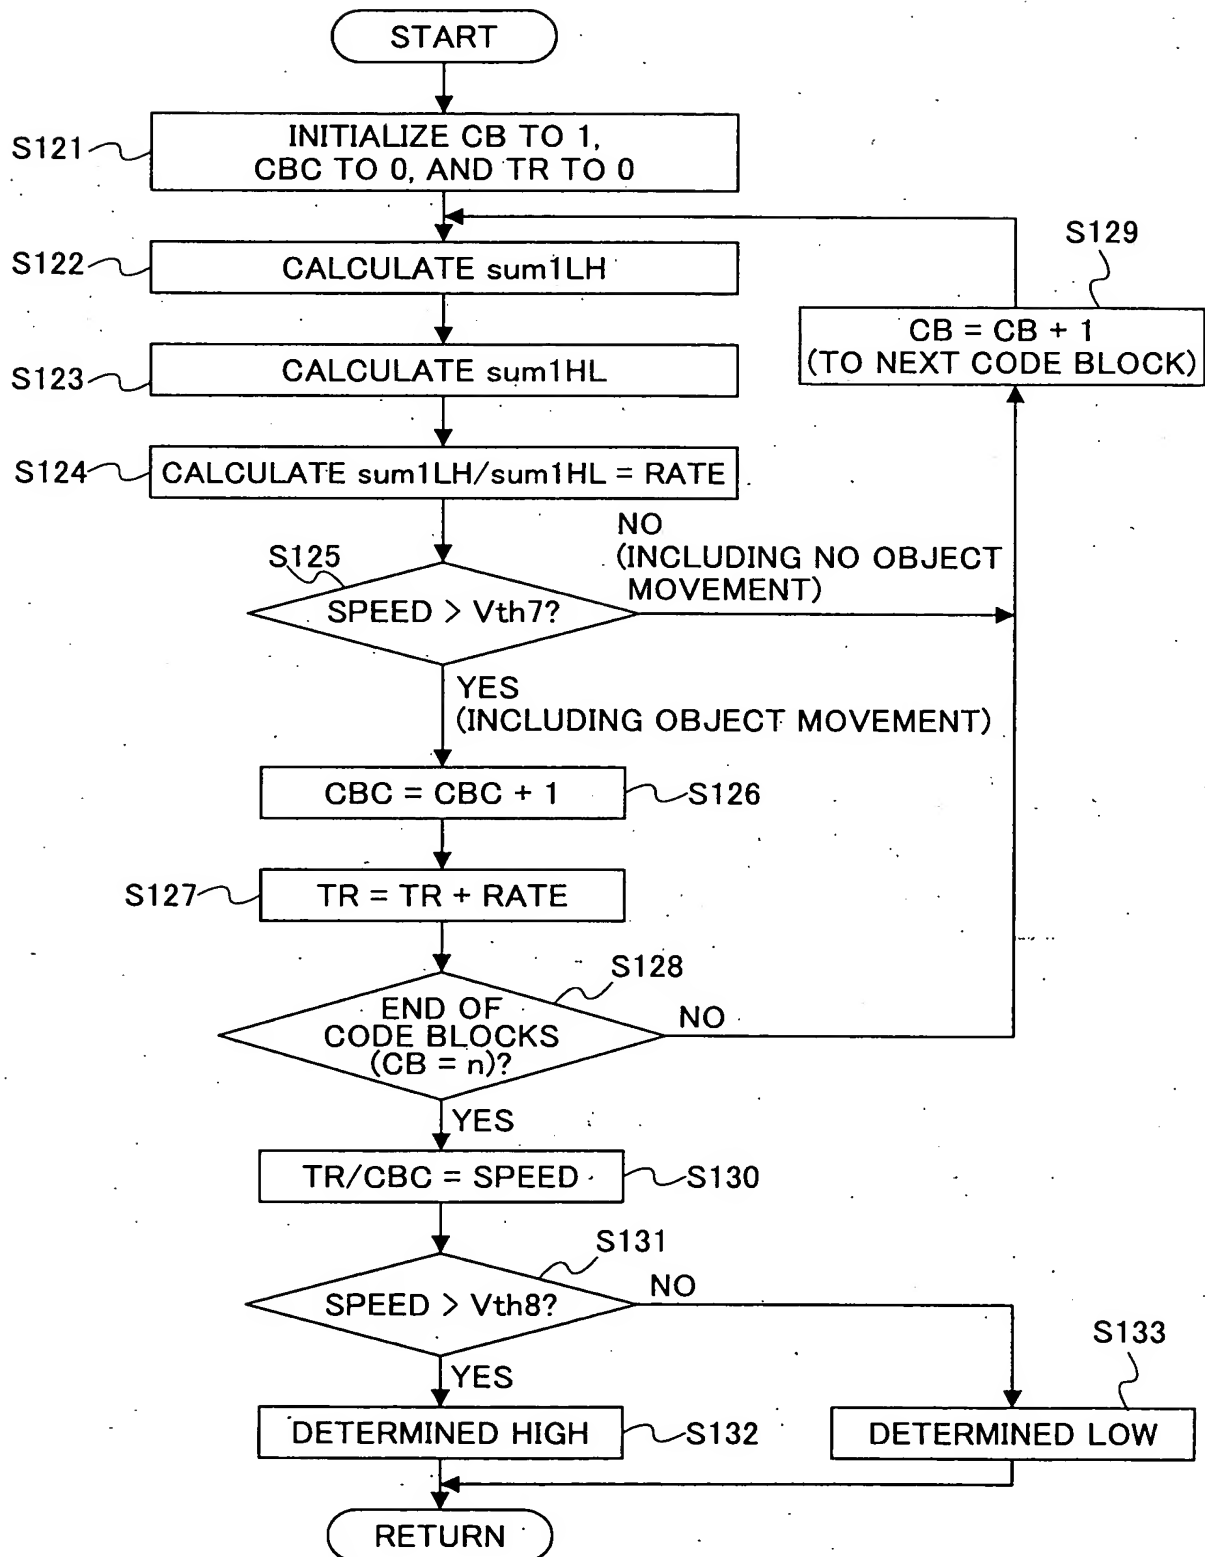 START
S121
INITIALIZE CB TO 1,
CBC TO 0, AND TR TO 0
S129
S122
CALCULATE sum1LH
CB = CB + 1
(TO NEXT CODE BLOCK)
S123
CALCULATE sum1HL
S124
CALCULATE sum1LH/sum1HL = RATE
NO
(INCLUDING NO OBJECT
MOVEMENT)
S125
SPEED > Vth7?
YES
(INCLUDING OBJECT MOVEMENT)
CBC = CBC + 1
S126
S127
TR = TR + RATE
S128
END OF
CODE BLOCKS
(CB = n)?
NO
YES
TR/CBC = SPEED
S130
S131
SPEED > Vth8?
NO
S133
YES
DETERMINED HIGH
S132
DETERMINED LOW
RETURN